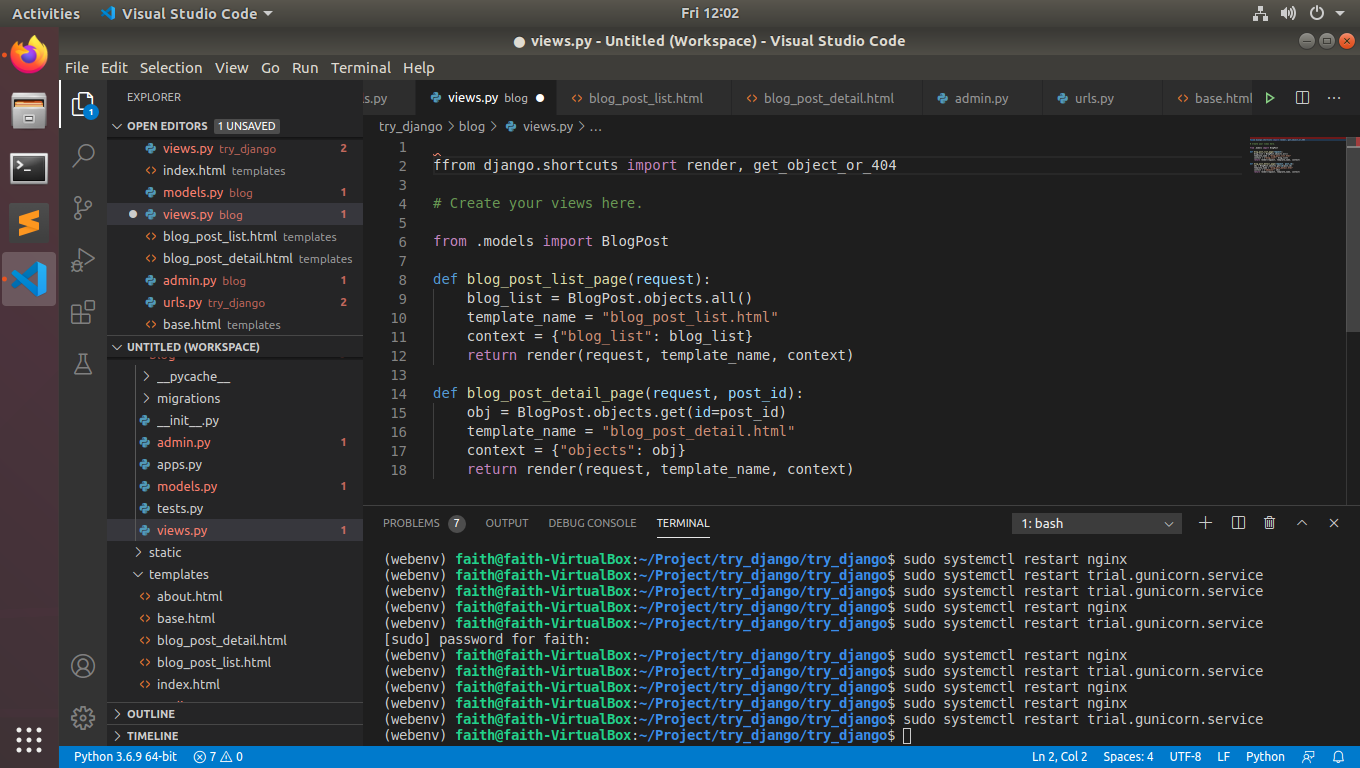 Activities Visual Studio Code Fri 12:02
● views.py - Untitled (Workspace) - Visual Studio Code
File Edit Selection View Go Run Terminal Help
EXPLORER
OPEN EDITORS 1 UNSAVED
views.py try_django 2
index.html templates
models.py blog 1
views.py blog 1
blog_post_list.html templates
blog_post_detail.html templates
admin.py blog 1
urls.py try_django 2
base.html templates
UNTITLED (WORKSPACE)
__pycache__
migrations
__init__.py
admin.py 1
apps.py
models.py 1
tests.py
views.py 1
static
templates
about.html
base.html
blog_post_detail.html
blog_post_list.html
index.html
OUTLINE
TIMELINE
1
s.py views.py blog blog_post_list.html blog_post_detail.html admin.py urls.py base.html
try_django > blog > views.py > ...
1
2 ffrom django.shortcuts import render, get_object_or_404
3
4 # Create your views here.
5
6 from .models import BlogPost
7
8 def blog_post_list_page(request):
9 blog_list = BlogPost.objects.all()
10 template_name = "blog_post_list.html"
11 context = {"blog_list": blog_list}
12 return render(request, template_name, context)
13
14 def blog_post_detail_page(request, post_id):
15 obj = BlogPost.objects.get(id=post_id)
16 template_name = "blog_post_detail.html"
17 context = {"objects": obj}
18 return render(request, template_name, context)
PROBLEMS 7 OUTPUT DEBUG CONSOLE TERMINAL 1: bash
(webenv) faith@faith-VirtualBox:~/Project/try_django/try_django$ sudo systemctl restart nginx
(webenv) faith@faith-VirtualBox:~/Project/try_django/try_django$ sudo systemctl restart trial.gunicorn.service
(webenv) faith@faith-VirtualBox:~/Project/try_django/try_django$ sudo systemctl restart trial.gunicorn.service
(webenv) faith@faith-VirtualBox:~/Project/try_django/try_django$ sudo systemctl restart nginx
(webenv) faith@faith-VirtualBox:~/Project/try_django/try_django$ sudo systemctl restart trial.gunicorn.service
[sudo] password for faith:
(webenv) faith@faith-VirtualBox:~/Project/try_django/try_django$ sudo systemctl restart nginx
(webenv) faith@faith-VirtualBox:~/Project/try_django/try_django$ sudo systemctl restart trial.gunicorn.service
(webenv) faith@faith-VirtualBox:~/Project/try_django/try_django$ sudo systemctl restart nginx
(webenv) faith@faith-VirtualBox:~/Project/try_django/try_django$ sudo systemctl restart nginx
(webenv) faith@faith-VirtualBox:~/Project/try_django/try_django$ sudo systemctl restart trial.gunicorn.service
(webenv) faith@faith-VirtualBox:~/Project/try_django/try_django$
Python 3.6.9 64-bit 7 0 Ln 2, Col 2 Spaces: 4 UTF-8 LF Python